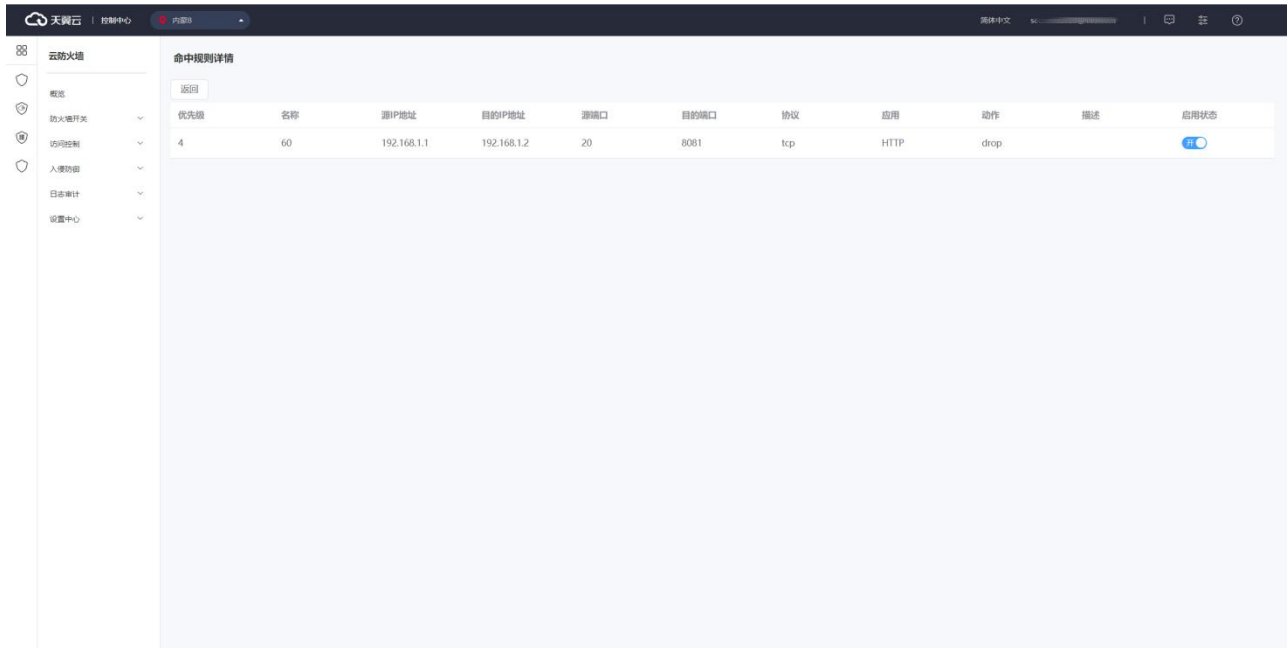 天翼云 | 控制中心 内部8 简体中文
云防火墙
概览
防火墙开关
访问控制
入侵防御
日志审计
设置中心
命中规则详情
返回
优先级 名称 源IP地址 目的IP地址 源端口 目的端口 协议 应用 动作 描述 启用状态
4 60 192.168.1.1 192.168.1.2 20 8081 tcp HTTP drop 开